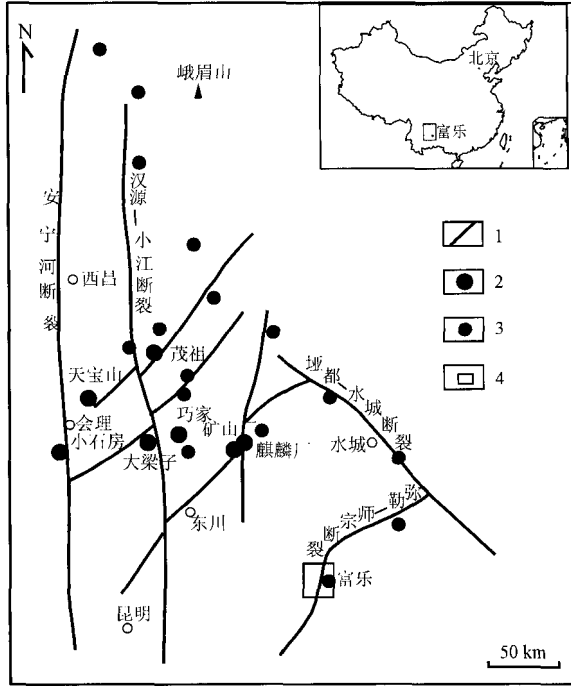 N
峨眉山
北京
富乐
安宁河断裂
汉源—小江断裂
西昌
1
2
3
4
天宝山
茂祖
垭都—水城断裂
会理
小石房
巧家
矿山厂
水城
大梁子
麒麟厂
东川
弥勒—师宗断裂
富乐
昆明
50 km